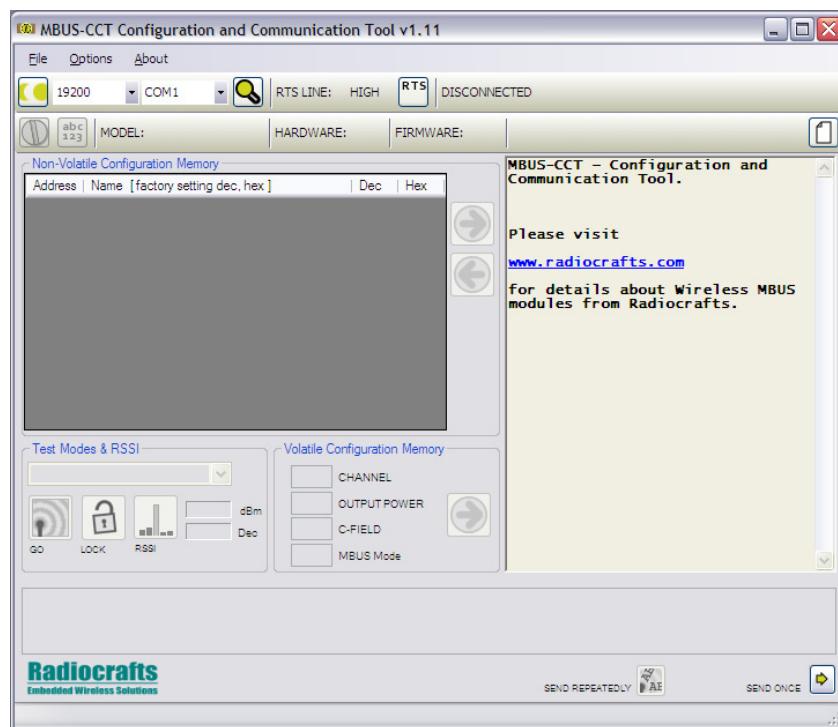 MBUS-CCT Configuration and Communication Tool v1.11
File Options About
19200 COM1 RTS LINE: HIGH RTS DISCONNECTED
abc
123
MODEL: HARDWARE: FIRMWARE:
Non-Volatile Configuration Memory
Address Name [factory setting dec, hex ] Dec Hex
MBUS-CCT – Configuration and
Communication Tool.
Please visit
www.radiocrafts.com
for details about Wireless MBUS
modules from Radiocrafts.
Test Modes & RSSI
dBm
Dec
GO LOCK RSSI
Volatile Configuration Memory
CHANNEL
OUTPUT POWER
C-FIELD
MBUS Mode
Radiocrafts
Embedded Wireless Solutions
SEND REPEATEDLY AE SEND ONCE